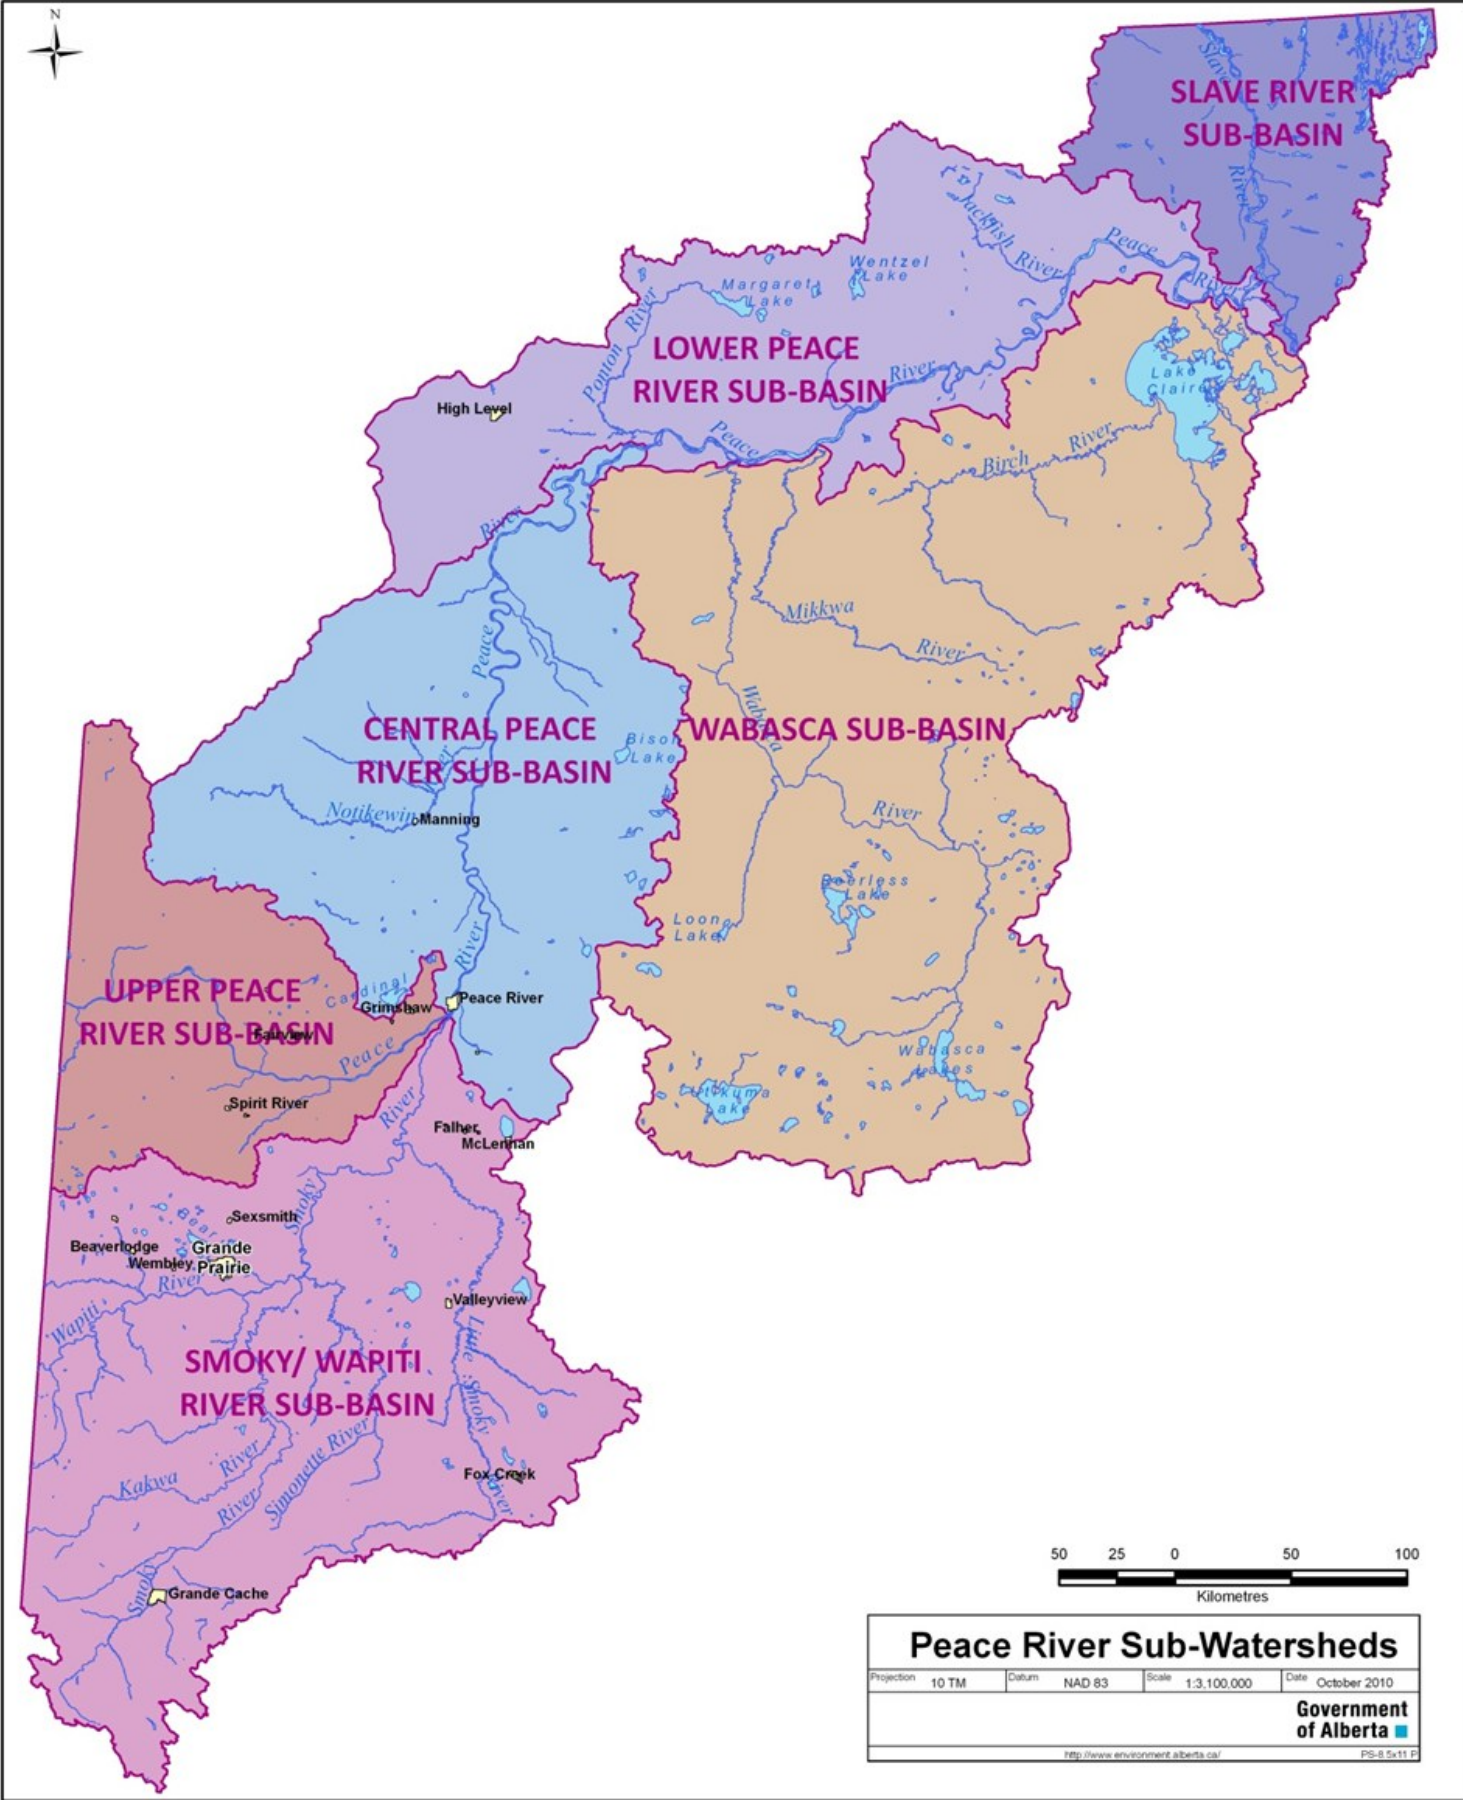 N
SLAVE RIVER
SUB-BASIN
Slave
River
Jackfish River
Peace
River
Wentzel
Lake
Margaret
Lake
Ponton River
LOWER PEACE
RIVER SUB-BASIN
River
Lake
Claire
High Level
Peace
Birch River
River
Mikkwa
River
Peace
Wabasca
CENTRAL PEACE
RIVER SUB-BASIN
WABASCA SUB-BASIN
Bison
Lake
River
Notikewin
Manning
River
Peerless
Lake
Loon
Lake
River
UPPER PEACE
RIVER SUB-BASIN
Cardinal
Grimshaw
Peace River
Fairview
Peace
Wabasca
Lakes
Utikuma
Lake
Spirit River
River
Falher
McLennan
Smoky
Bear
Sexsmith
Beaverlodge
Grande
Prairie
Wembley
River
Wapiti
Valleyview
Little Smoky
River
SMOKY/ WAPITI
RIVER SUB-BASIN
Kakwa
River
Simonette River
Fox Creek
River
Smoky
Grande Cache
50 25 0 50 100
Kilometres
Peace River Sub-Watersheds
Projection 10 TM Datum NAD 83 Scale 1:3,100,000 Date October 2010
Government
of Alberta
http://www.environment.alberta.ca/ PS-8.5x11 P